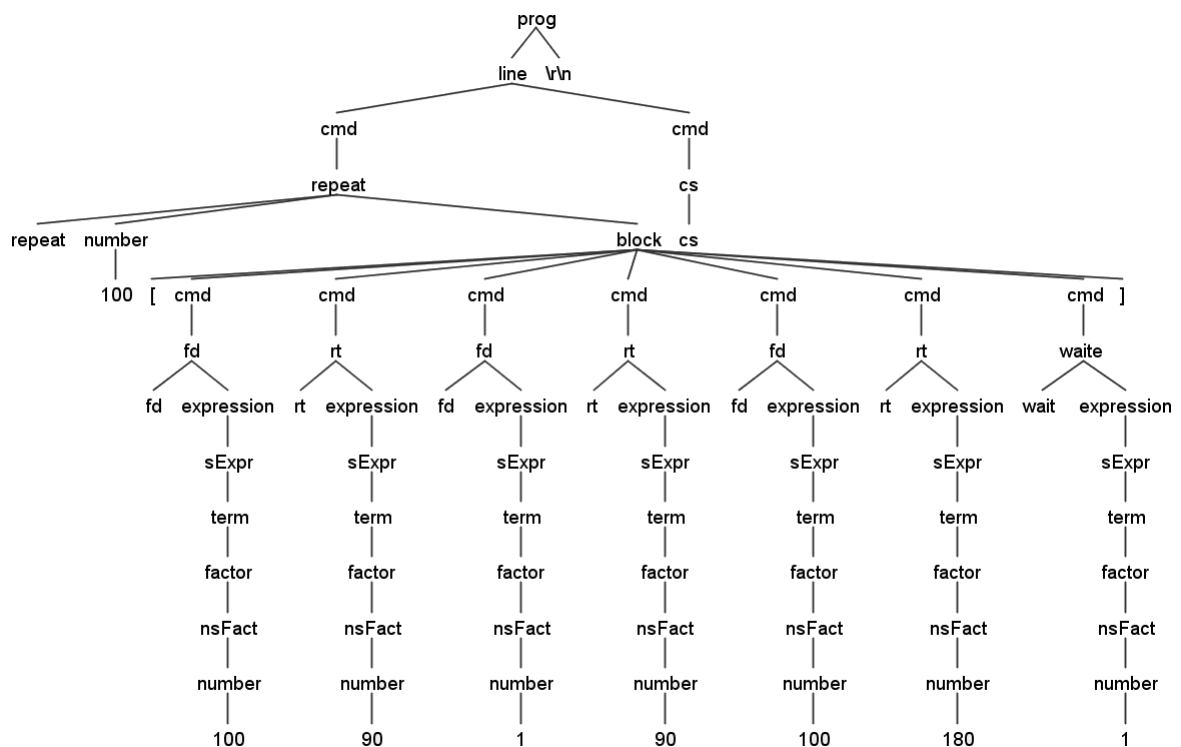 prog
line \r\n
cmd cmd
repeat cs
repeat number block cs
100 [ cmd cmd cmd cmd cmd cmd cmd ]
fd rt fd rt fd rt waite
fd expression rt expression fd expression rt expression fd expression rt expression wait expression
sExpr sExpr sExpr sExpr sExpr sExpr sExpr
term term term term term term term
factor factor factor factor factor factor factor
nsFact nsFact nsFact nsFact nsFact nsFact nsFact
number number number number number number number
100 90 1 90 100 180 1